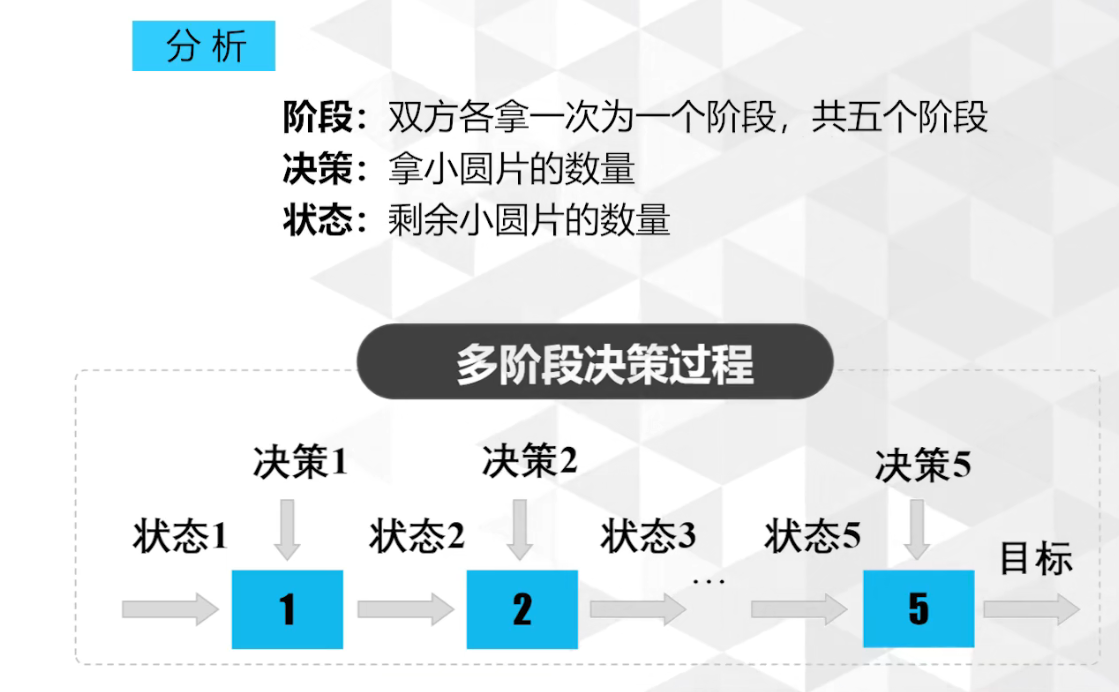 分析
阶段：双方各拿一次为一个阶段，共五个阶段
决策：拿小圆片的数量
状态：剩余小圆片的数量
多阶段决策过程
决策1 决策2 决策5
状态1 状态2 状态3 状态5 目标
…
1 2 5